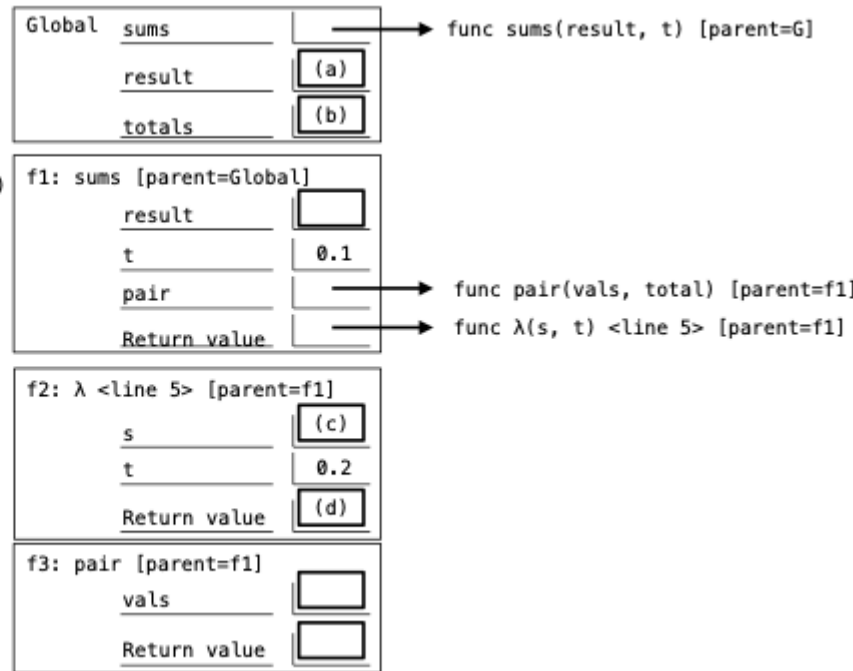 Global sums func sums(result, t) [parent=G]
result (a)
totals (b)
) f1: sums [parent=Global]
result
t 0.1
pair func pair(vals, total) [parent=f1]
Return value func λ(s, t) <line 5> [parent=f1]
f2: λ <line 5> [parent=f1]
s (c)
t 0.2
Return value (d)
f3: pair [parent=f1]
vals
Return value